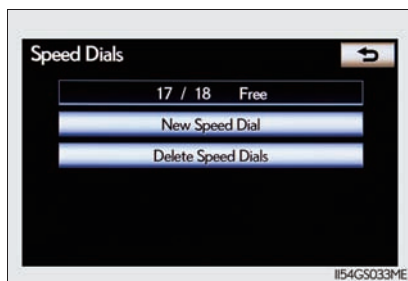 Speed Dials
17 / 18 Free
New Speed Dial
Delete Speed Dials
II54GS033ME